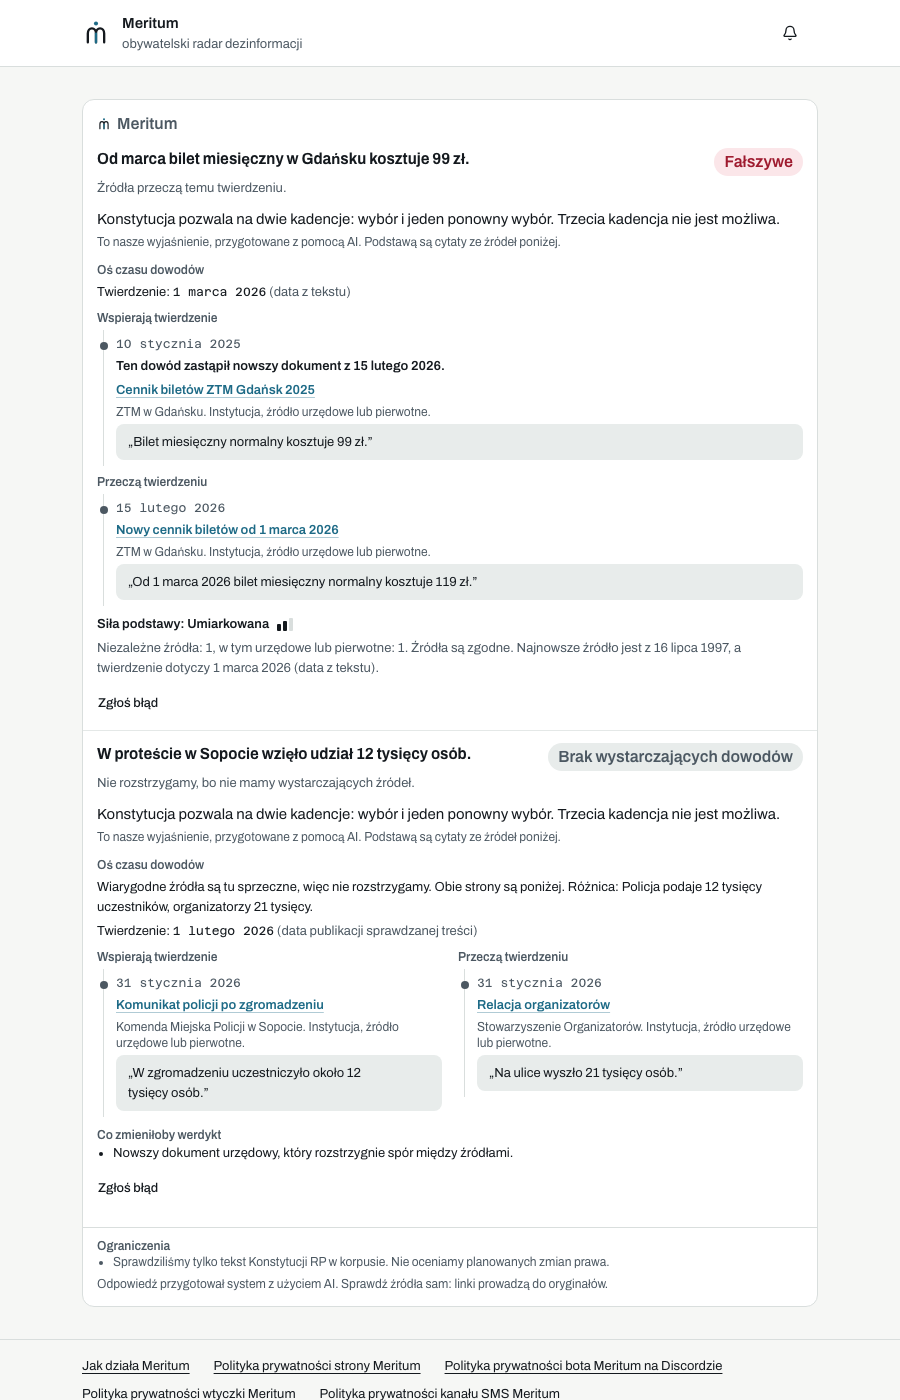 Meritum
obywatelski radar dezinformacji
Meritum
Od marca bilet miesięczny w Gdańsku kosztuje 99 zł.
Fałszywe
Źródła przeczą temu twierdzeniu.
Konstytucja pozwala na dwie kadencje: wybór i jeden ponowny wybór. Trzecia kadencja nie jest możliwa.
To nasze wyjaśnienie, przygotowane z pomocą AI. Podstawą są cytaty ze źródeł poniżej.
Oś czasu dowodów
Twierdzenie: 1 marca 2026 (data z tekstu)
Wspierają twierdzenie
10 stycznia 2025
Ten dowód zastąpił nowszy dokument z 15 lutego 2026.
Cennik biletów ZTM Gdańsk 2025
ZTM w Gdańsku. Instytucja, źródło urzędowe lub pierwotne.
„Bilet miesięczny normalny kosztuje 99 zł.”
Przeczą twierdzeniu
15 lutego 2026
Nowy cennik biletów od 1 marca 2026
ZTM w Gdańsku. Instytucja, źródło urzędowe lub pierwotne.
„Od 1 marca 2026 bilet miesięczny normalny kosztuje 119 zł.”
Siła podstawy: Umiarkowana
Niezależne źródła: 1, w tym urzędowe lub pierwotne: 1. Źródła są zgodne. Najnowsze źródło jest z 16 lipca 1997, a
twierdzenie dotyczy 1 marca 2026 (data z tekstu).
Zgłoś błąd
W proteście w Sopocie wzięło udział 12 tysięcy osób.
Brak wystarczających dowodów
Nie rozstrzygamy, bo nie mamy wystarczających źródeł.
Konstytucja pozwala na dwie kadencje: wybór i jeden ponowny wybór. Trzecia kadencja nie jest możliwa.
To nasze wyjaśnienie, przygotowane z pomocą AI. Podstawą są cytaty ze źródeł poniżej.
Oś czasu dowodów
Wiarygodne źródła są tu sprzeczne, więc nie rozstrzygamy. Obie strony są poniżej. Różnica: Policja podaje 12 tysięcy
uczestników, organizatorzy 21 tysięcy.
Twierdzenie: 1 lutego 2026 (data publikacji sprawdzanej treści)
Wspierają twierdzenie
31 stycznia 2026
Komunikat policji po zgromadzeniu
Komenda Miejska Policji w Sopocie. Instytucja, źródło
urzędowe lub pierwotne.
„W zgromadzeniu uczestniczyło około 12
tysięcy osób.”
Przeczą twierdzeniu
31 stycznia 2026
Relacja organizatorów
Stowarzyszenie Organizatorów. Instytucja, źródło urzędowe
lub pierwotne.
„Na ulice wyszło 21 tysięcy osób.”
Co zmieniłoby werdykt
• Nowszy dokument urzędowy, który rozstrzygnie spór między źródłami.
Zgłoś błąd
Ograniczenia
• Sprawdziliśmy tylko tekst Konstytucji RP w korpusie. Nie oceniamy planowanych zmian prawa.
Odpowiedź przygotował system z użyciem AI. Sprawdź źródła sam: linki prowadzą do oryginałów.
Jak działa Meritum
Polityka prywatności strony Meritum
Polityka prywatności bota Meritum na Discordzie
Polityka prywatności wtyczki Meritum
Polityka prywatności kanału SMS Meritum